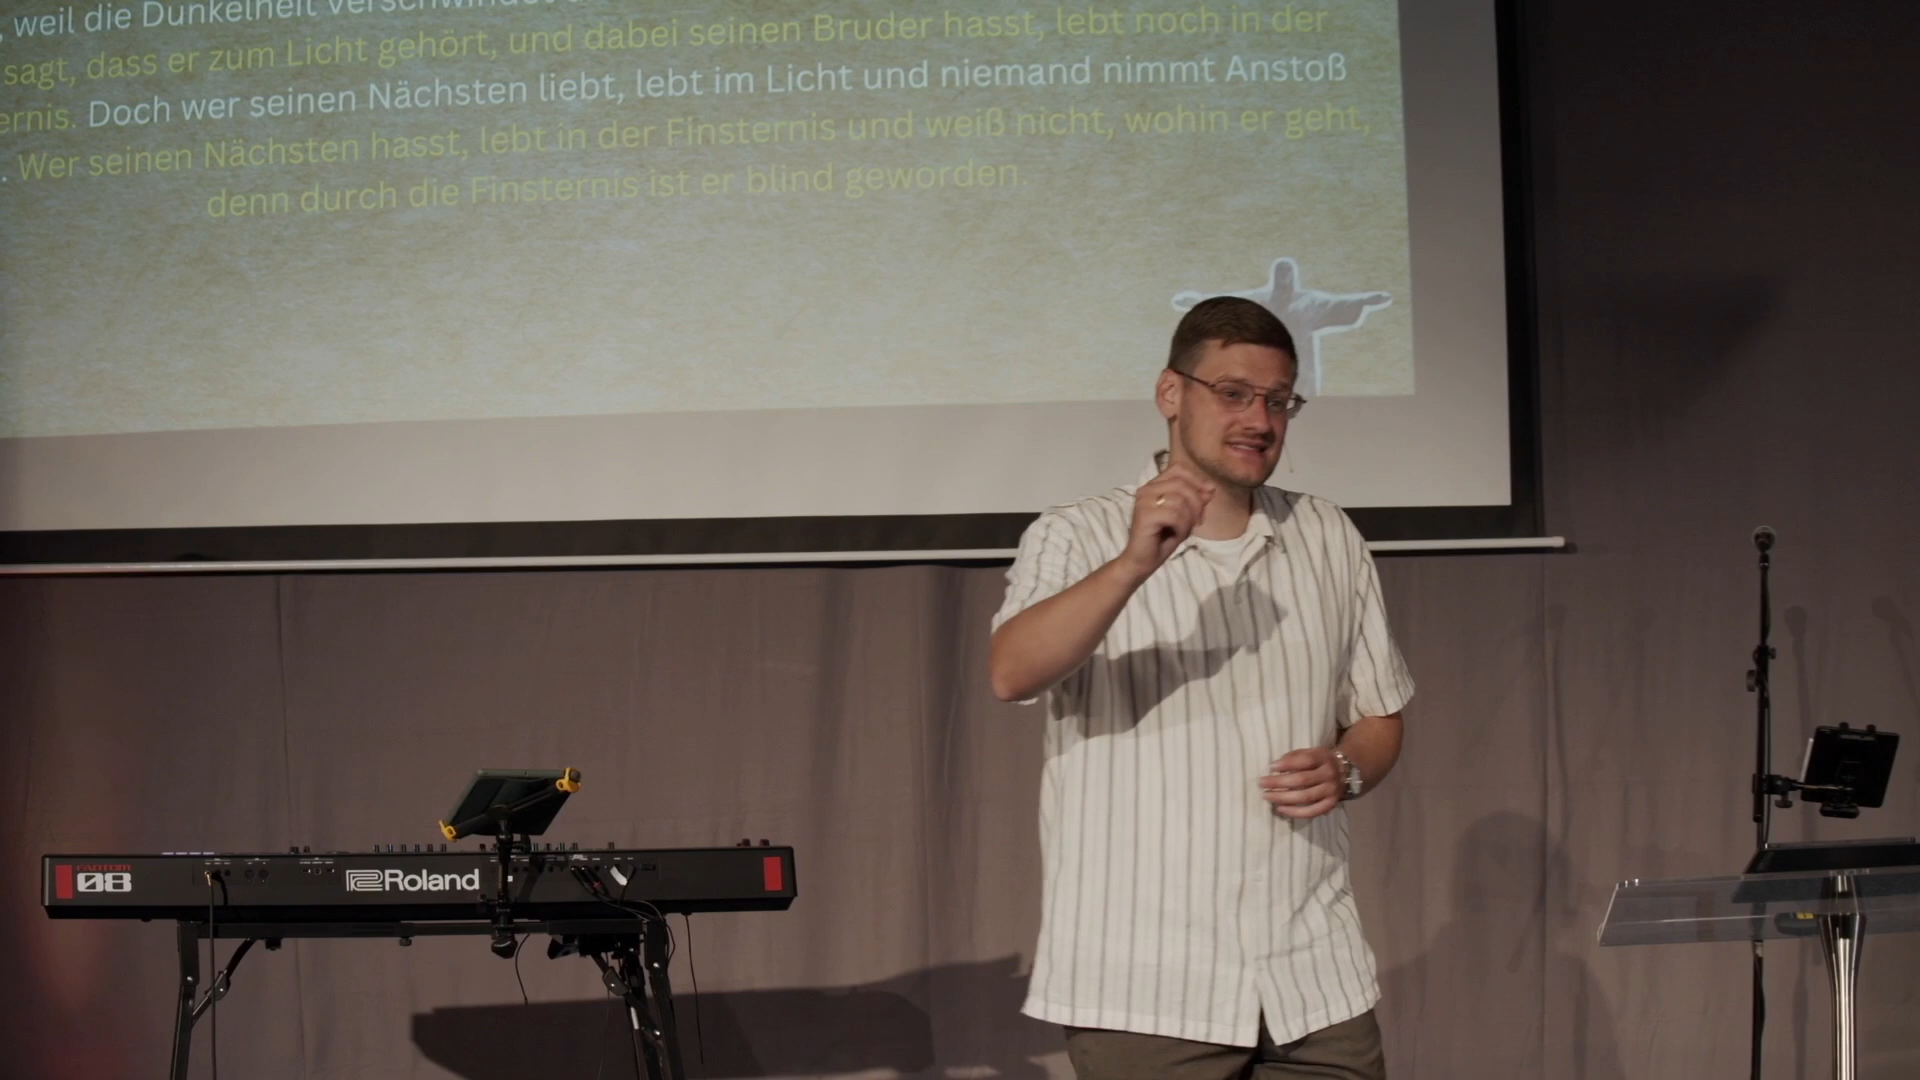 , weil die Dunkelheit verschwindet
sagt, dass er zum Licht gehört, und dabei seinen Bruder hasst, lebt noch in der
ernis. Doch wer seinen Nächsten liebt, lebt im Licht und niemand nimmt Anstoß
. Wer seinen Nächsten hasst, lebt in der Finsternis und weiß nicht, wohin er geht,
denn durch die Finsternis ist er blind geworden.
FANTOM
08
Roland